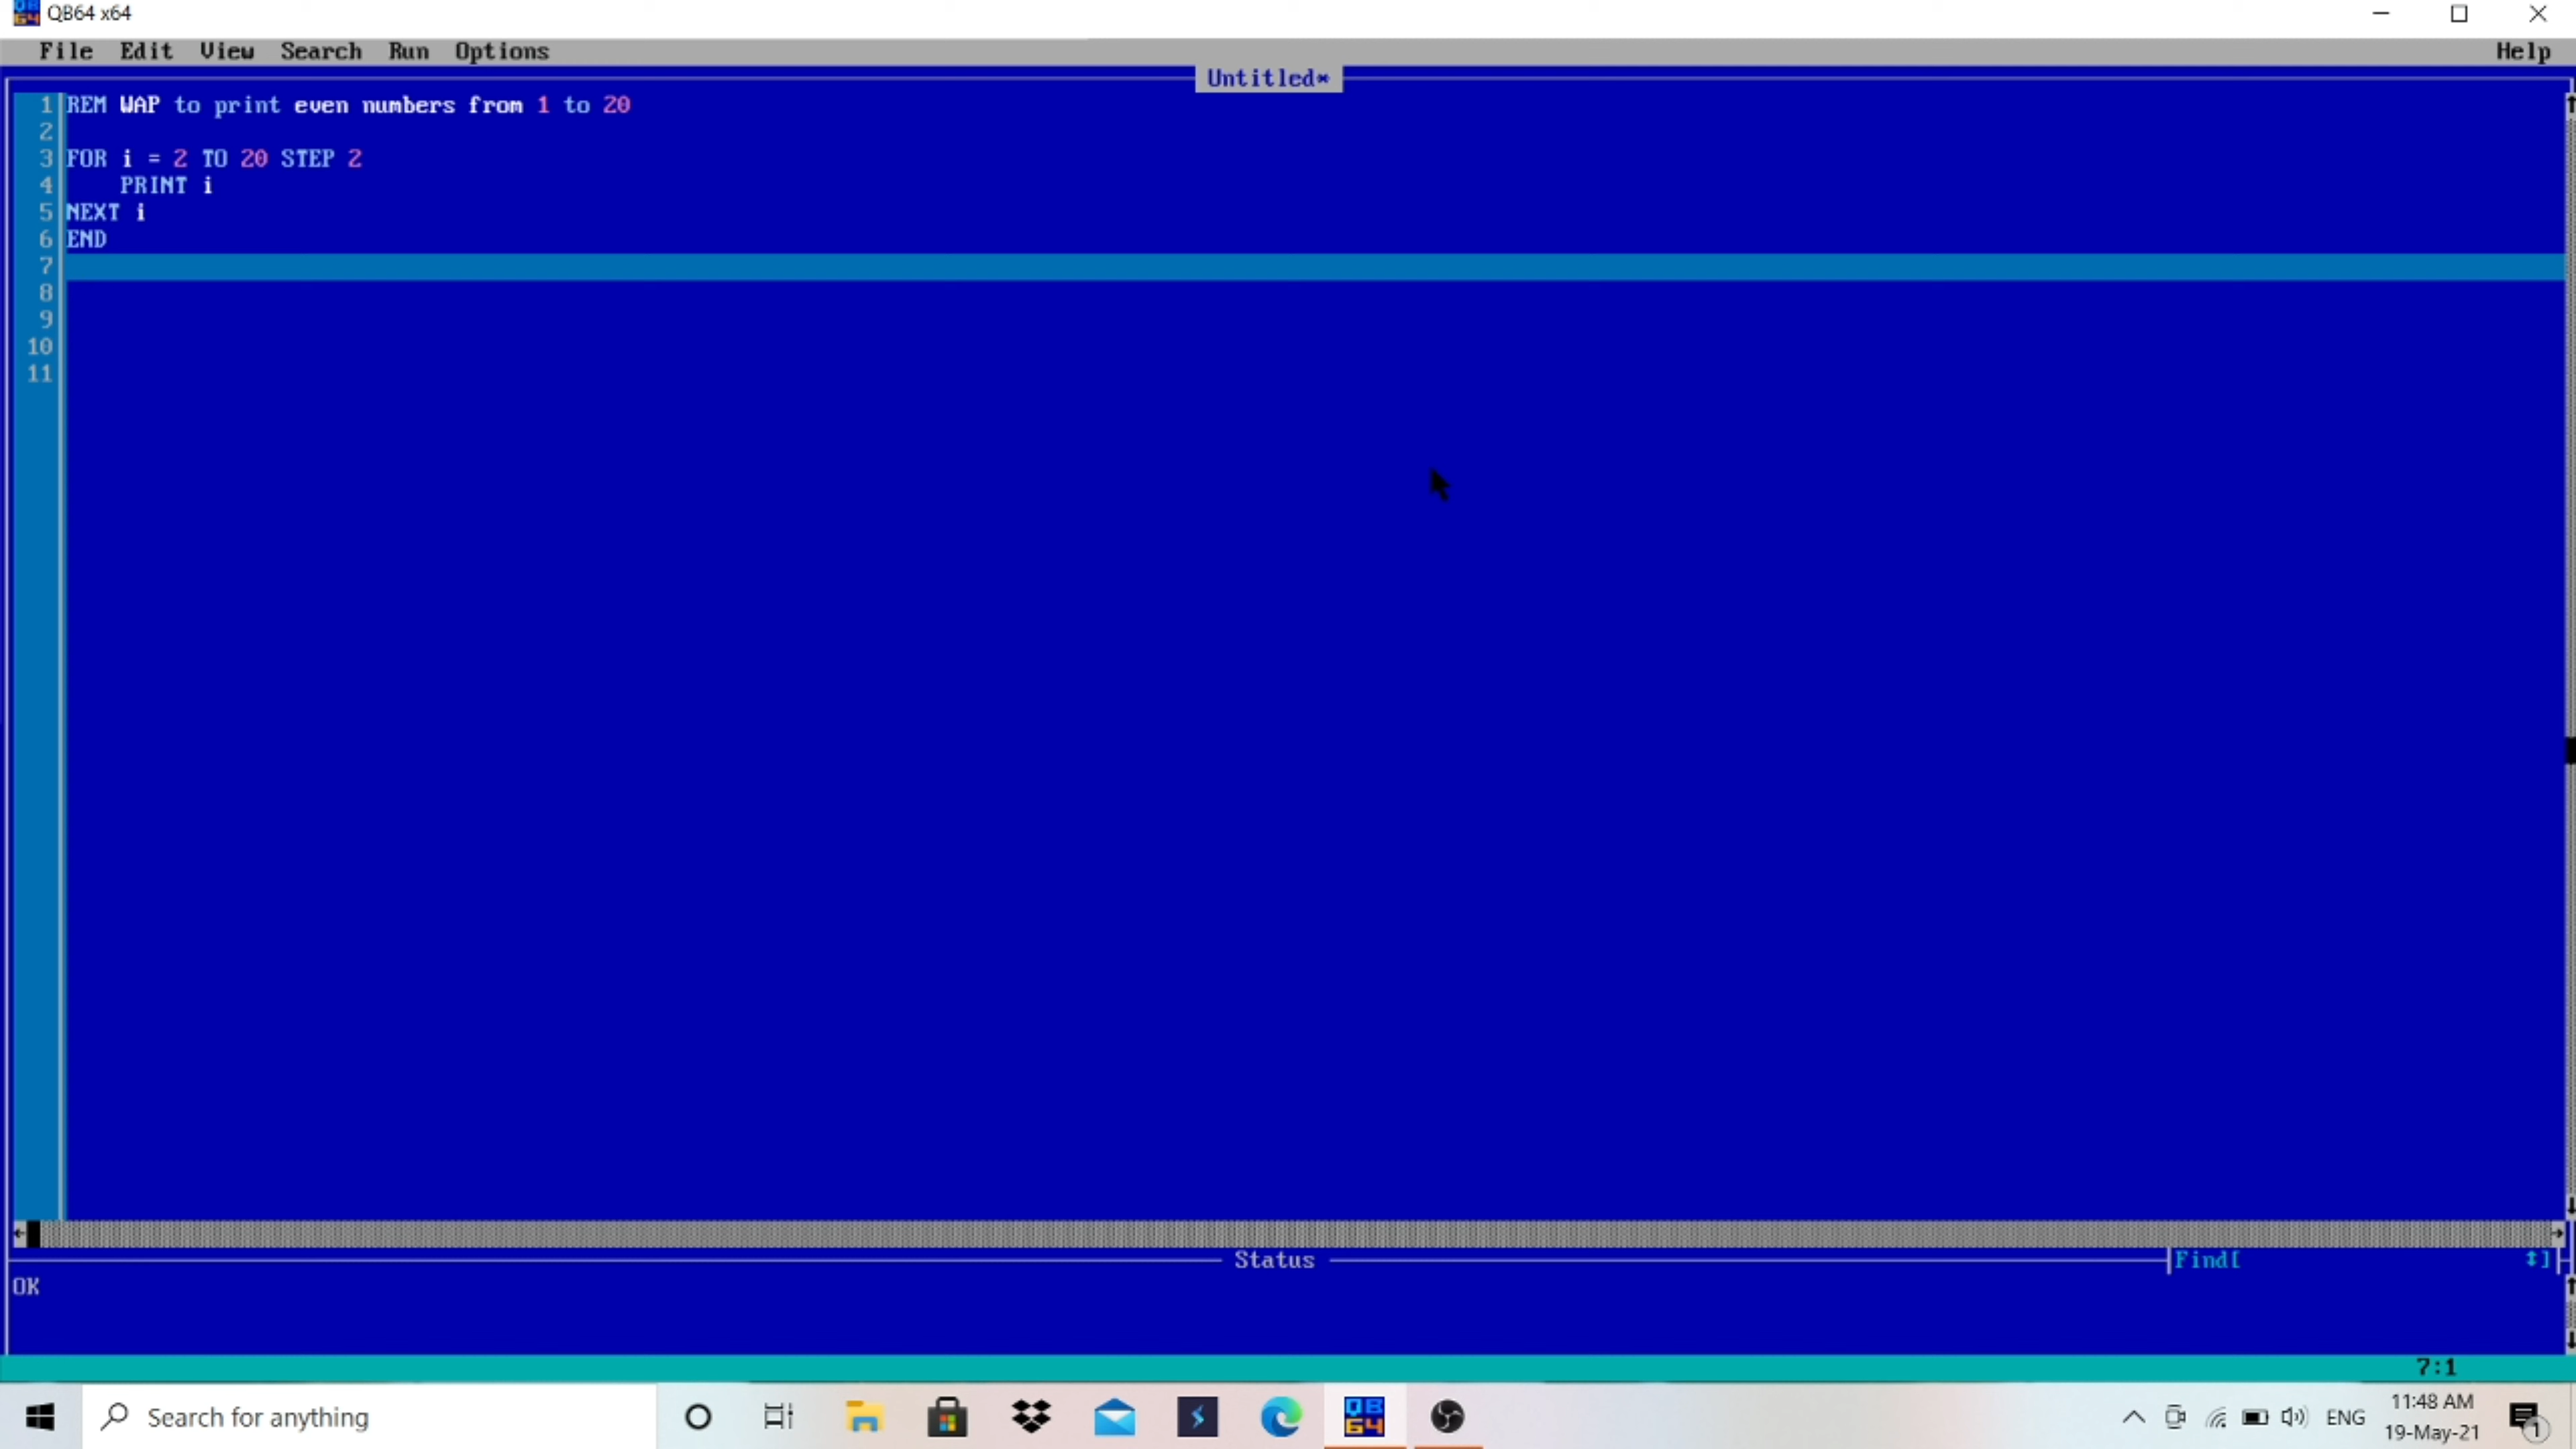 QB64 x64
File Edit View Search Run Options Help
Untitled*
1 REM WAP to print even numbers from 1 to 20
2
3 FOR i = 2 TO 20 STEP 2
4 PRINT i
5 NEXT i
6 END
7
8
9
10
11
Status Find[ ↕]
OK
7:1
Search for anything
ENG
11:48 AM
19-May-21
1